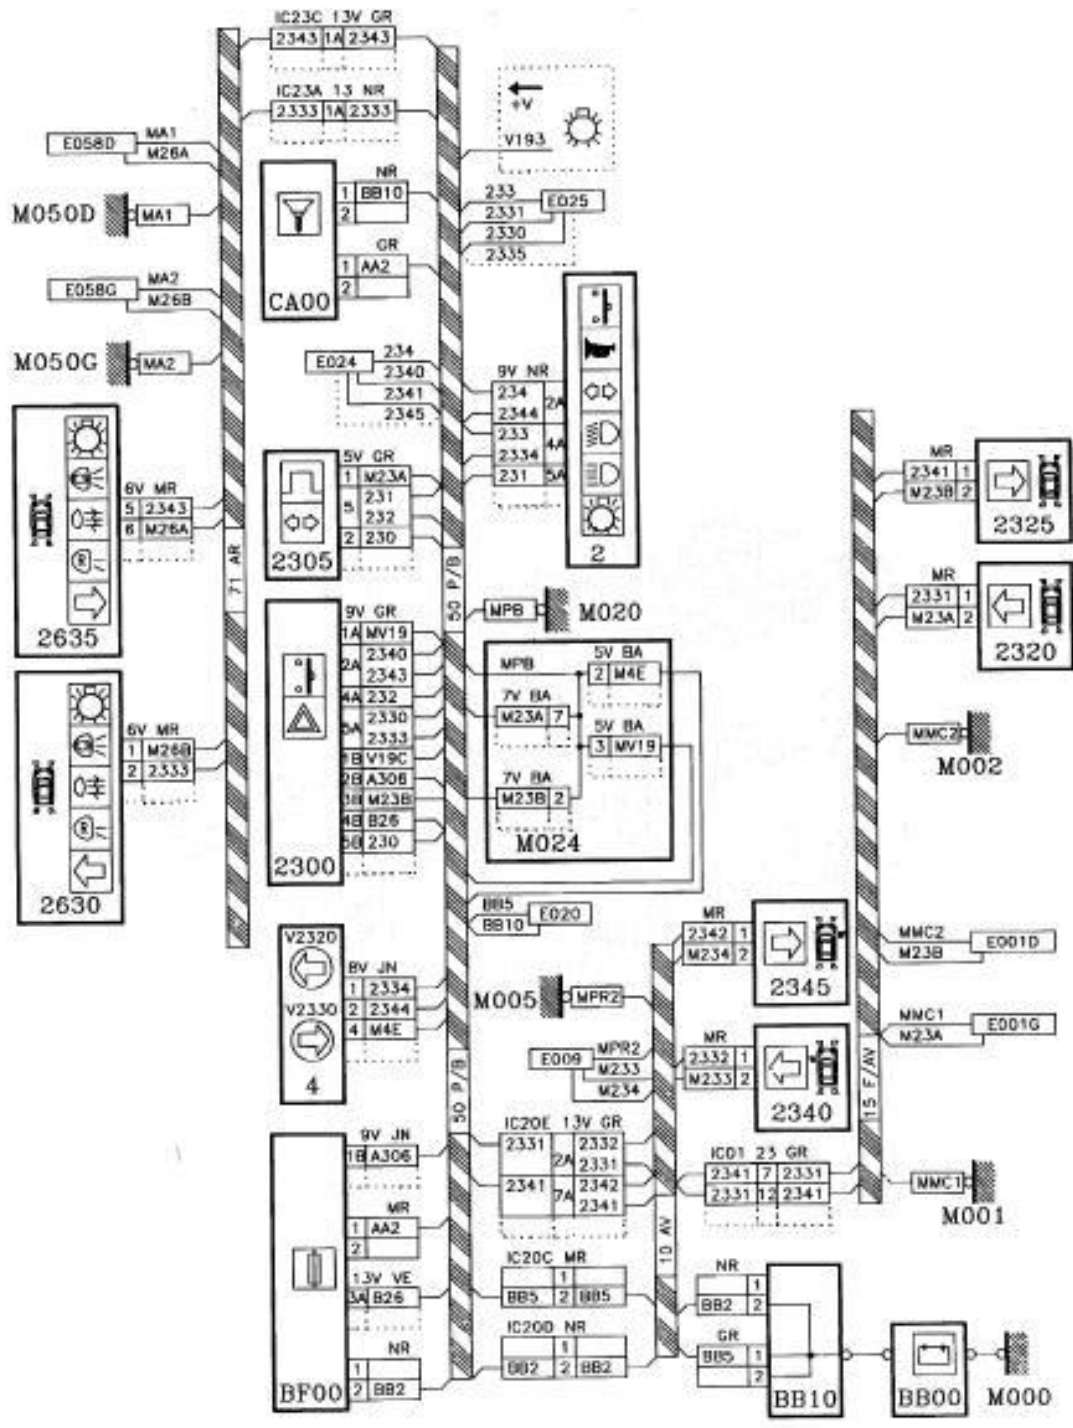 IC23C 13V GR
2343 1A 2343
IC23A 13 NR
2333 1A 2333
+V
V193
E058D
MA1
M26A
M050D
MA1
E058G
MA2
M26B
M050G
MA2
NR
1 BB10
2
GR
1 AA2
2
CA00
233
2331
2330
2335
E025
E024
234
2340
2341
2345
9V NR
234
2A
2344
233
4A
2334
231 5A
2
6V MR
5 2343
6 M26A
2635
6V MR
1 M26B
2 2333
2630
71 AR
5V GR
1 M23A
5 231
232
2 230
2305
50 P/B
MPB
M020
9V GR
1A MV19
2A 2340
2343
4A 232
5A 2330
2333
1B V19C
2B A306
3B M23B
4B B26
5B 230
2300
MPB
5V BA
2 M4E
7V BA
M23A 7
5V BA
3 MV19
7V BA
M23B 2
M024
MR
2341 1
M23B 2
2325
MR
2331 1
M23A 2
2320
MMC2
M002
BB5
BB10
E020
V2320
V2330
8V JN
1 2334
2 2344
4 M4E
4
M005
MPR2
MR
2342 1
M234 2
2345
MMC2
M23B
E001D
MMC1
M23A
E001G
E009
MPR2
M233
M234
MR
2332 1
M233 2
2340
50 P/B
15 F/AV
9V JN
1B A306
MR
1 AA2
2
13V VE
3A B26
NR
1
2 BB2
BF00
IC20E 13V GR
2331 2A 2332
2331
2341 7A 2342
2341
IC01 23 GR
2341 7 2331
2331 12 2341
MMC1
M001
10 AV
IC20C MR
1
BB5 2 BB5
IC20D NR
1
BB2 2 BB2
NR
1
BB2 2
GR
BB5 1
2
BB10
BB00
M000